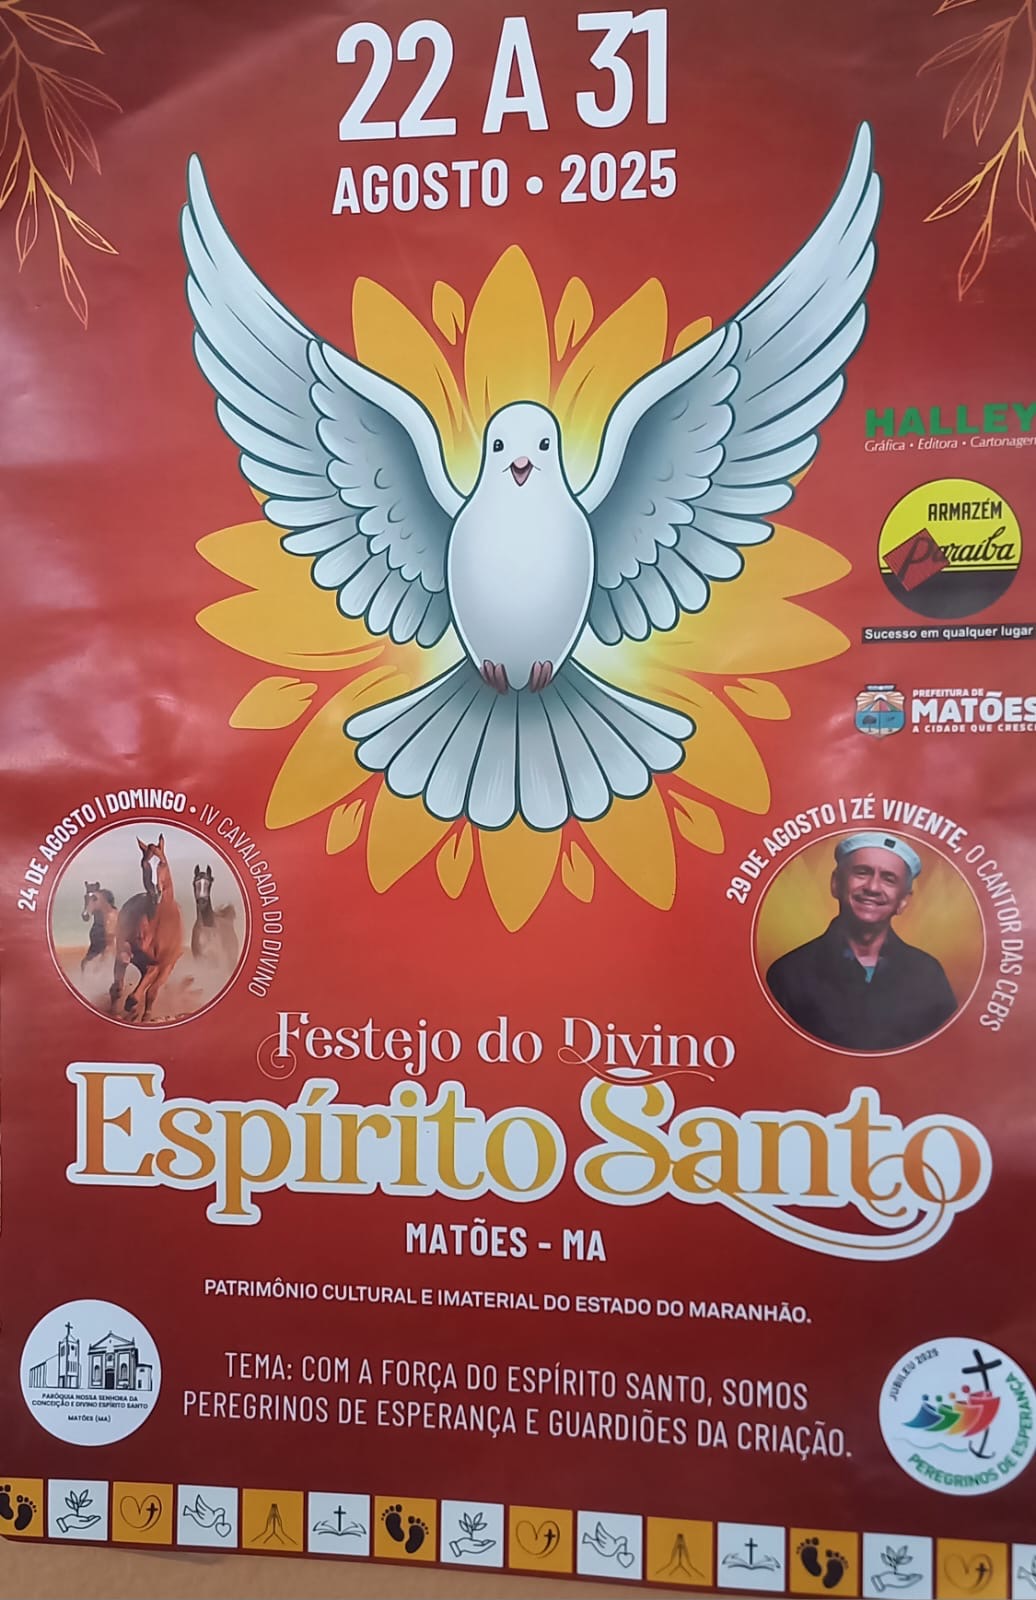 22 A 31
AGOSTO • 2025
HALLEY
Gráfica • Editora • Cartonagem
ARMAZÉM
Paraíba
Sucesso em qualquer lugar
PREFEITURA DE
MATÕES
A CIDADE QUE CRESCE
24 DE AGOSTO | DOMINGO • IV CAVALGADA DO DIVINO
29 DE AGOSTO | ZÉ VIVENTE, O CANTOR DAS CEB'S
Festejo do Divino
Espírito Santo
MATÕES - MA
PATRIMÔNIO CULTURAL E IMATERIAL DO ESTADO DO MARANHÃO.
TEMA: COM A FORÇA DO ESPÍRITO SANTO, SOMOS
PEREGRINOS DE ESPERANÇA E GUARDIÕES DA CRIAÇÃO.
PARÓQUIA NOSSA SENHORA DA
CONCEIÇÃO E DIVINO ESPÍRITO SANTO
MATÕES (MA)
JUBILEU 2025
PEREGRINOS DE ESPERANÇA